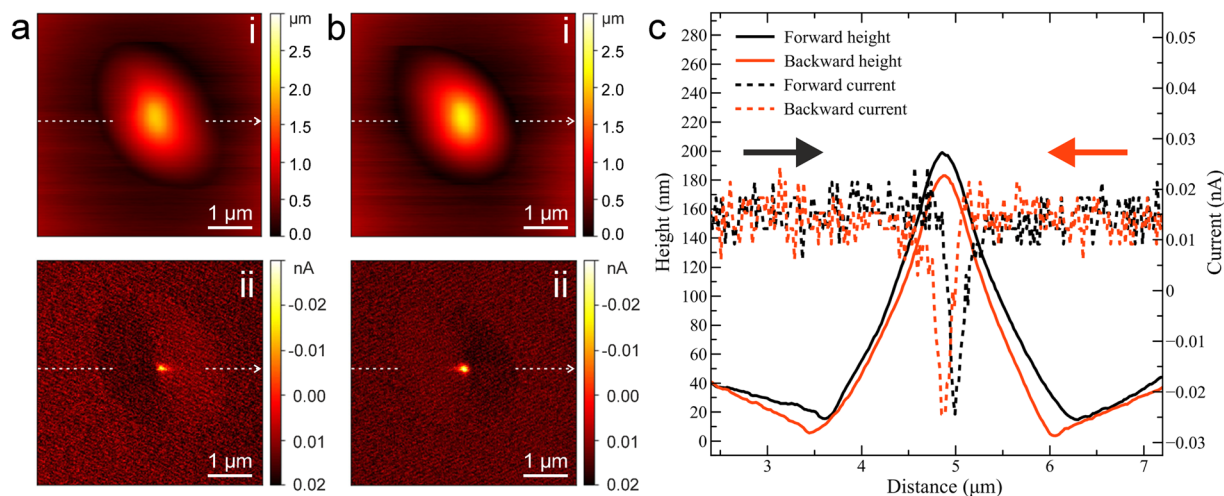 a
i
µm
2.5
2.0
1.5
1.0
0.5
0.0
1 µm
ii
nA
-0.02
-0.01
0.00
0.01
0.02
1 µm
b
i
µm
2.5
2.0
1.5
1.0
0.5
0.0
1 µm
ii
nA
-0.02
-0.01
0.00
0.01
0.02
1 µm
c
Forward height
Backward height
Forward current
Backward current
Height (nm)
280
260
240
220
200
180
160
140
120
100
80
60
40
20
0
3
4
5
6
7
Distance (µm)
0.05
0.04
0.03
0.02
0.01
0
−0.01
−0.02
−0.03
Current (nA)